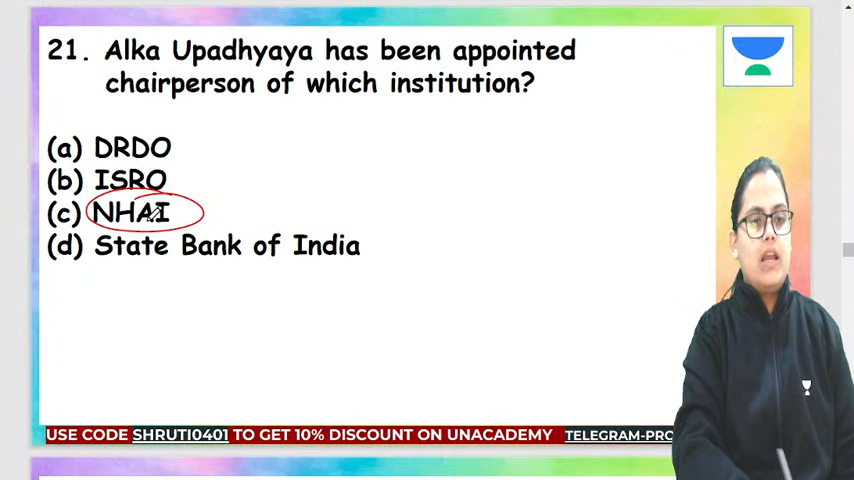 21. Alka Upadhyaya has been appointed
chairperson of which institution?
(a) DRDO
(b) ISRO
(c) NHAI
(d) State Bank of India
USE CODE SHRUTI0401 TO GET 10% DISCOUNT ON UNACADEMY TELEGRAM-PRO